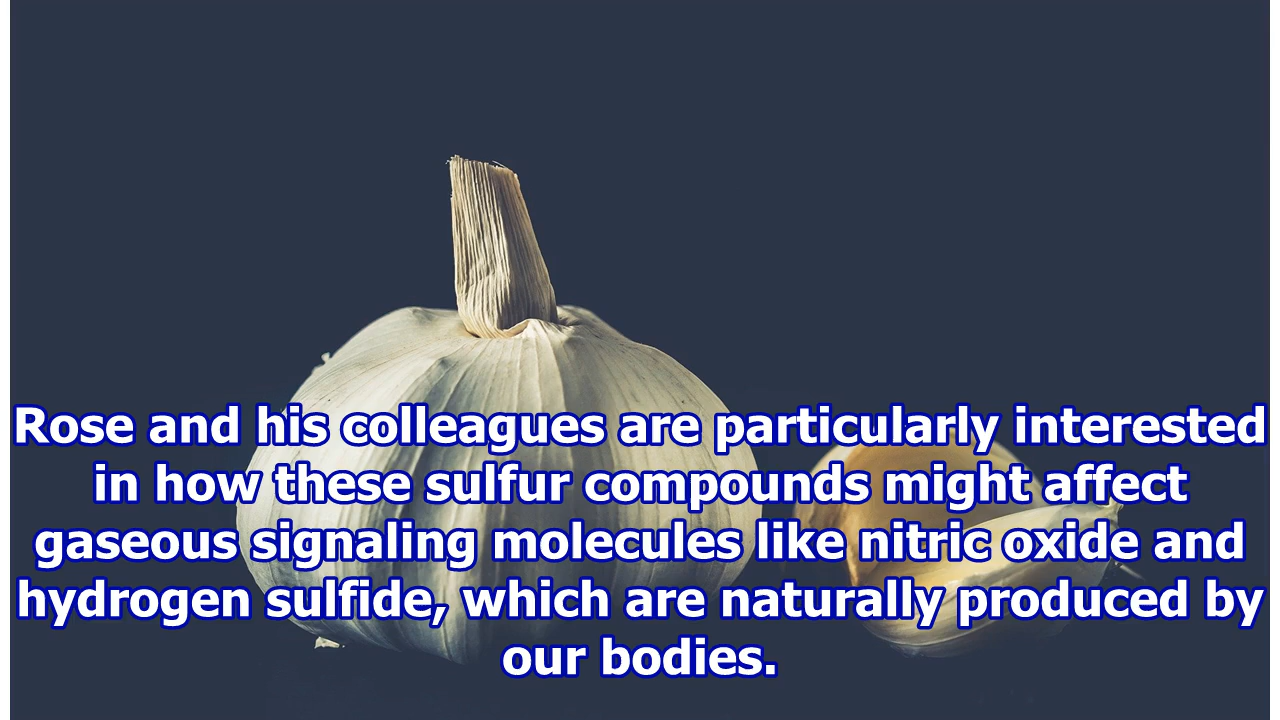 Rose and his colleagues are particularly interested
in how these sulfur compounds might affect
gaseous signaling molecules like nitric oxide and
hydrogen sulfide, which are naturally produced by
our bodies.